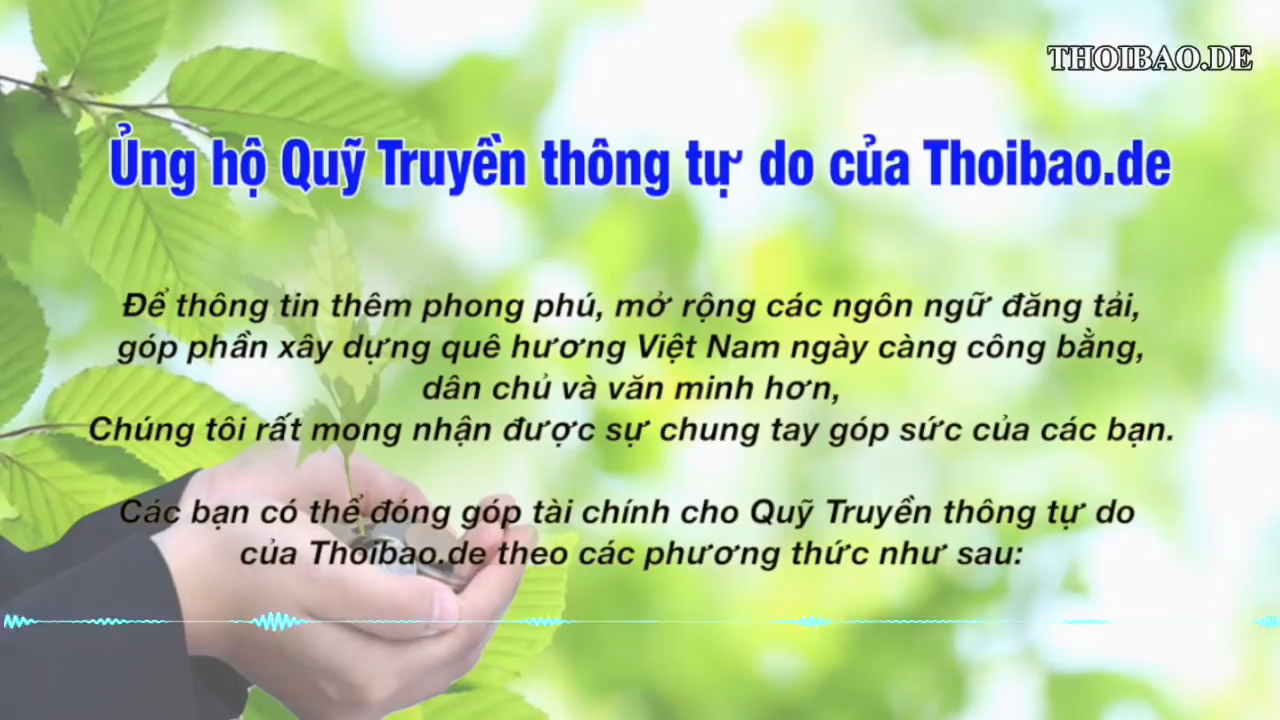 THOIBAO.DE
Ủng hộ Quỹ Truyền thông tự do của Thoibao.de
Để thông tin thêm phong phú, mở rộng các ngôn ngữ đăng tải,
góp phần xây dựng quê hương Việt Nam ngày càng công bằng,
dân chủ và văn minh hơn,
Chúng tôi rất mong nhận được sự chung tay góp sức của các bạn.
Các bạn có thể đóng góp tài chính cho Quỹ Truyền thông tự do
của Thoibao.de theo các phương thức như sau: